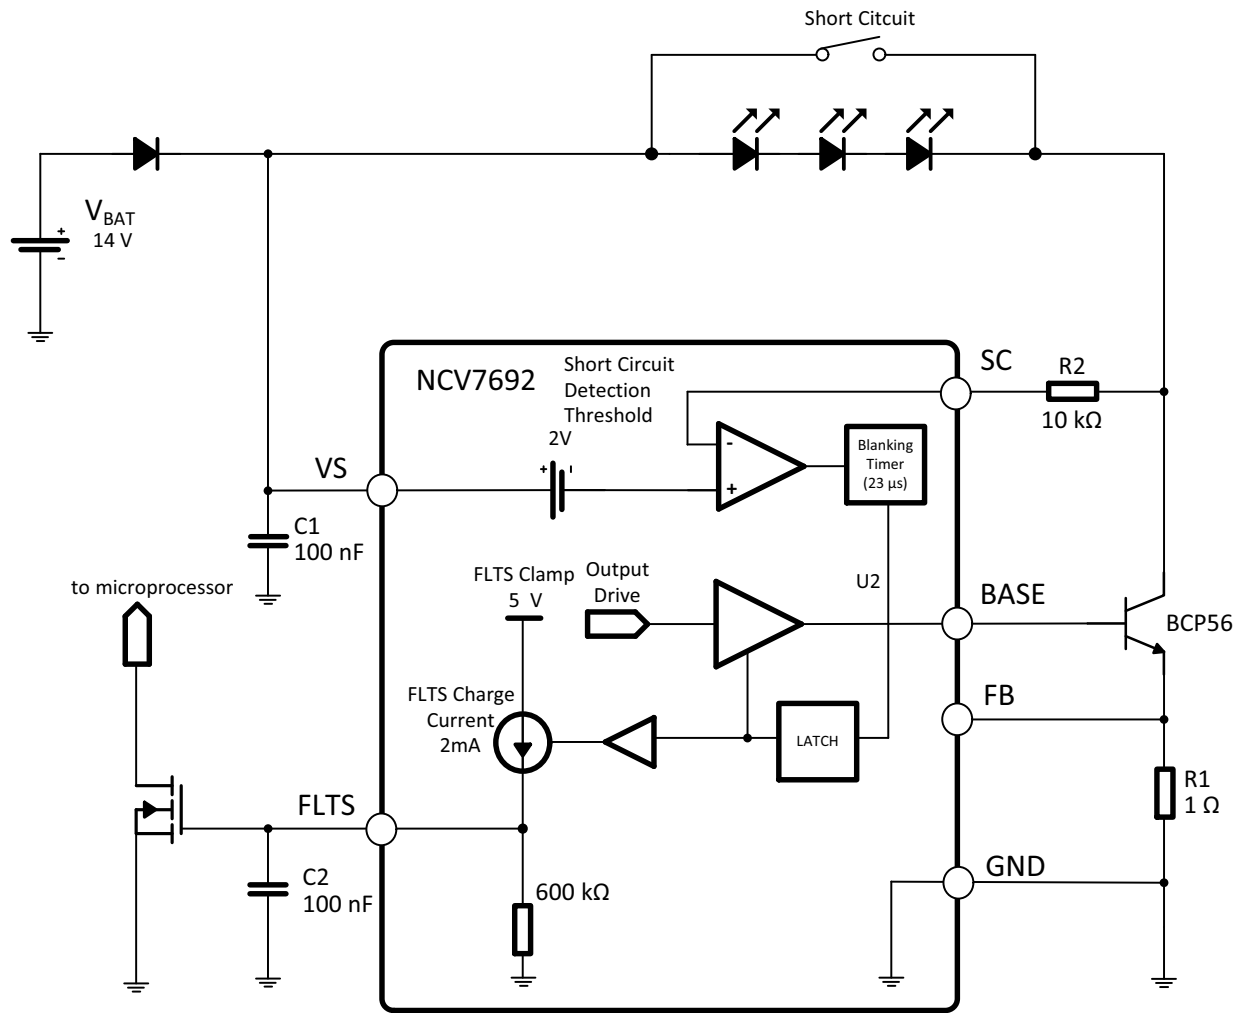 Short Citcuit
VBAT
14 V
+
-
NCV7692
Short Circuit
Detection
Threshold
2V
+
-
SC
R2
10 kΩ
-
+
Blanking
Timer
(23 µs)
VS
C1
100 nF
to microprocessor
FLTS Clamp
5 V
Output
Drive
U2
BASE
BCP56
FLTS Charge
Current
2mA
LATCH
FB
R1
1 Ω
FLTS
C2
100 nF
600 kΩ
GND